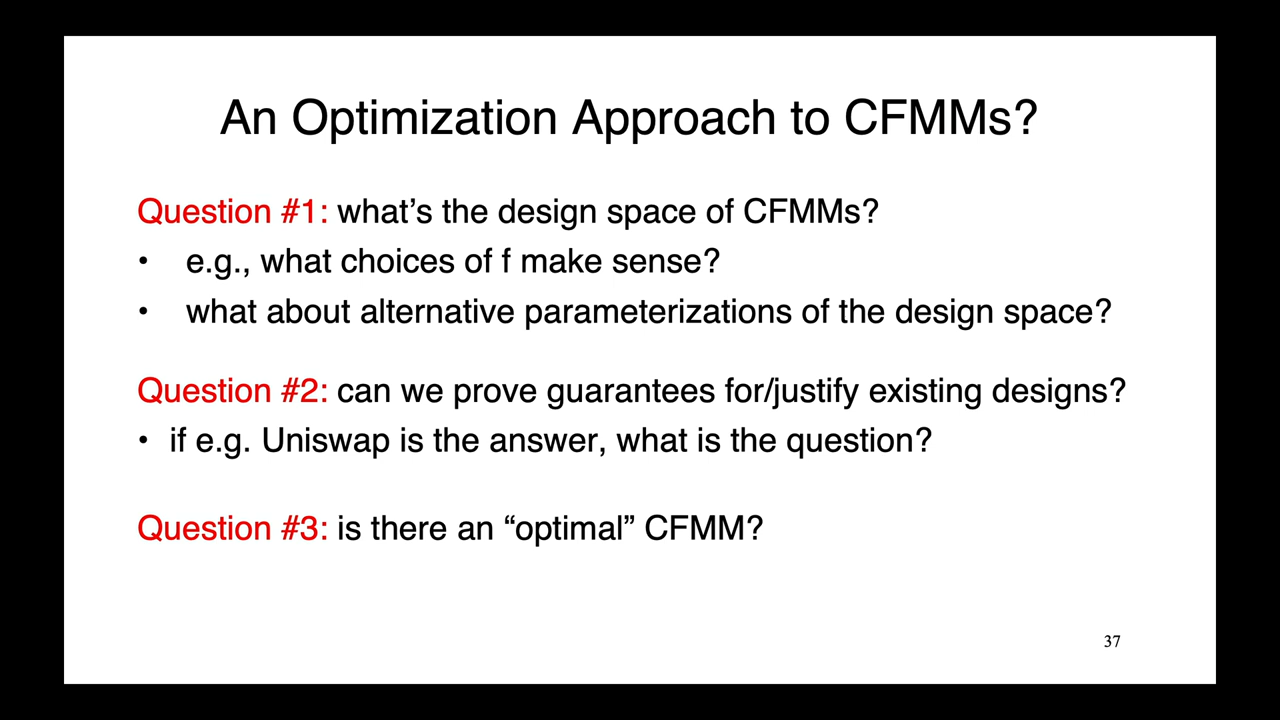 An Optimization Approach to CFMMs?
Question #1: what’s the design space of CFMMs?
• e.g., what choices of f make sense?
• what about alternative parameterizations of the design space?
Question #2: can we prove guarantees for/justify existing designs?
• if e.g. Uniswap is the answer, what is the question?
Question #3: is there an “optimal” CFMM?
37